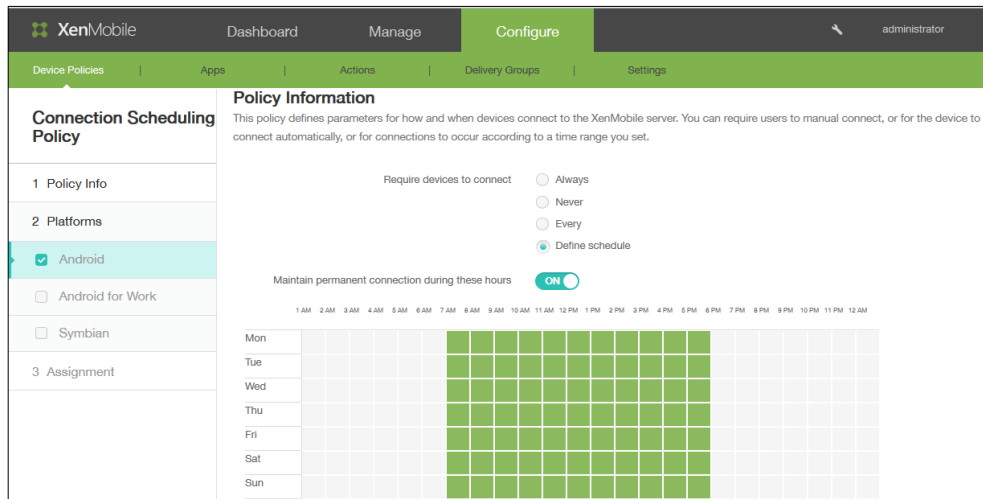 XenMobile Dashboard Manage Configure administrator
Device Policies | Apps | Actions | Delivery Groups | Settings
Connection Scheduling Policy
1 Policy Info
2 Platforms
Android
Android for Work
Symbian
3 Assignment
Policy Information
This policy defines parameters for how and when devices connect to the XenMobile server. You can require users to manual connect, or for the device to
connect automatically, or for connections to occur according to a time range you set.
Require devices to connect
Always
Never
Every
Define schedule
Maintain permanent connection during these hours ON
1 AM 2 AM 3 AM 4 AM 5 AM 6 AM 7 AM 8 AM 9 AM 10 AM 11 AM 12 PM 1 PM 2 PM 3 PM 4 PM 5 PM 6 PM 7 PM 8 PM 9 PM 10 PM 11 PM 12 AM
Mon
Tue
Wed
Thu
Fri
Sat
Sun